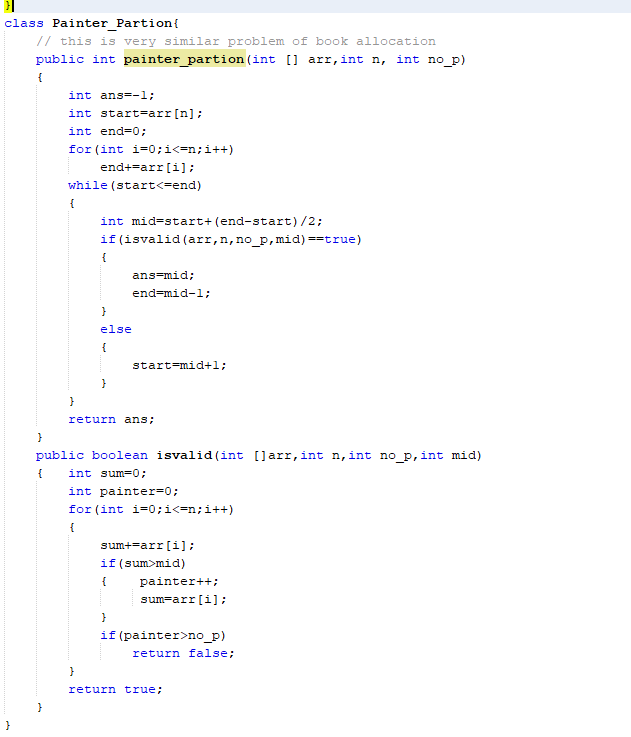 }
class Painter_Partion{
    // this is very similar problem of book allocation
    public int painter_partion(int [] arr,int n, int no_p)
    {
        int ans=-1;
        int start=arr[n];
        int end=0;
        for(int i=0;i<=n;i++)
            end+=arr[i];
        while(start<=end)
        {
            int mid=start+(end-start)/2;
            if(isvalid(arr,n,no_p,mid)==true)
            {
                ans=mid;
                end=mid-1;
            }
            else
            {
                start=mid+1;
            }
        }
        return ans;
    }
    public boolean isvalid(int []arr,int n,int no_p,int mid)
    {   int sum=0;
        int painter=0;
        for(int i=0;i<=n;i++)
        {
            sum+=arr[i];
            if(sum>mid)
            {    painter++;
                 sum=arr[i];
            }
            if(painter>no_p)
                return false;
        }
        return true;
    }
}